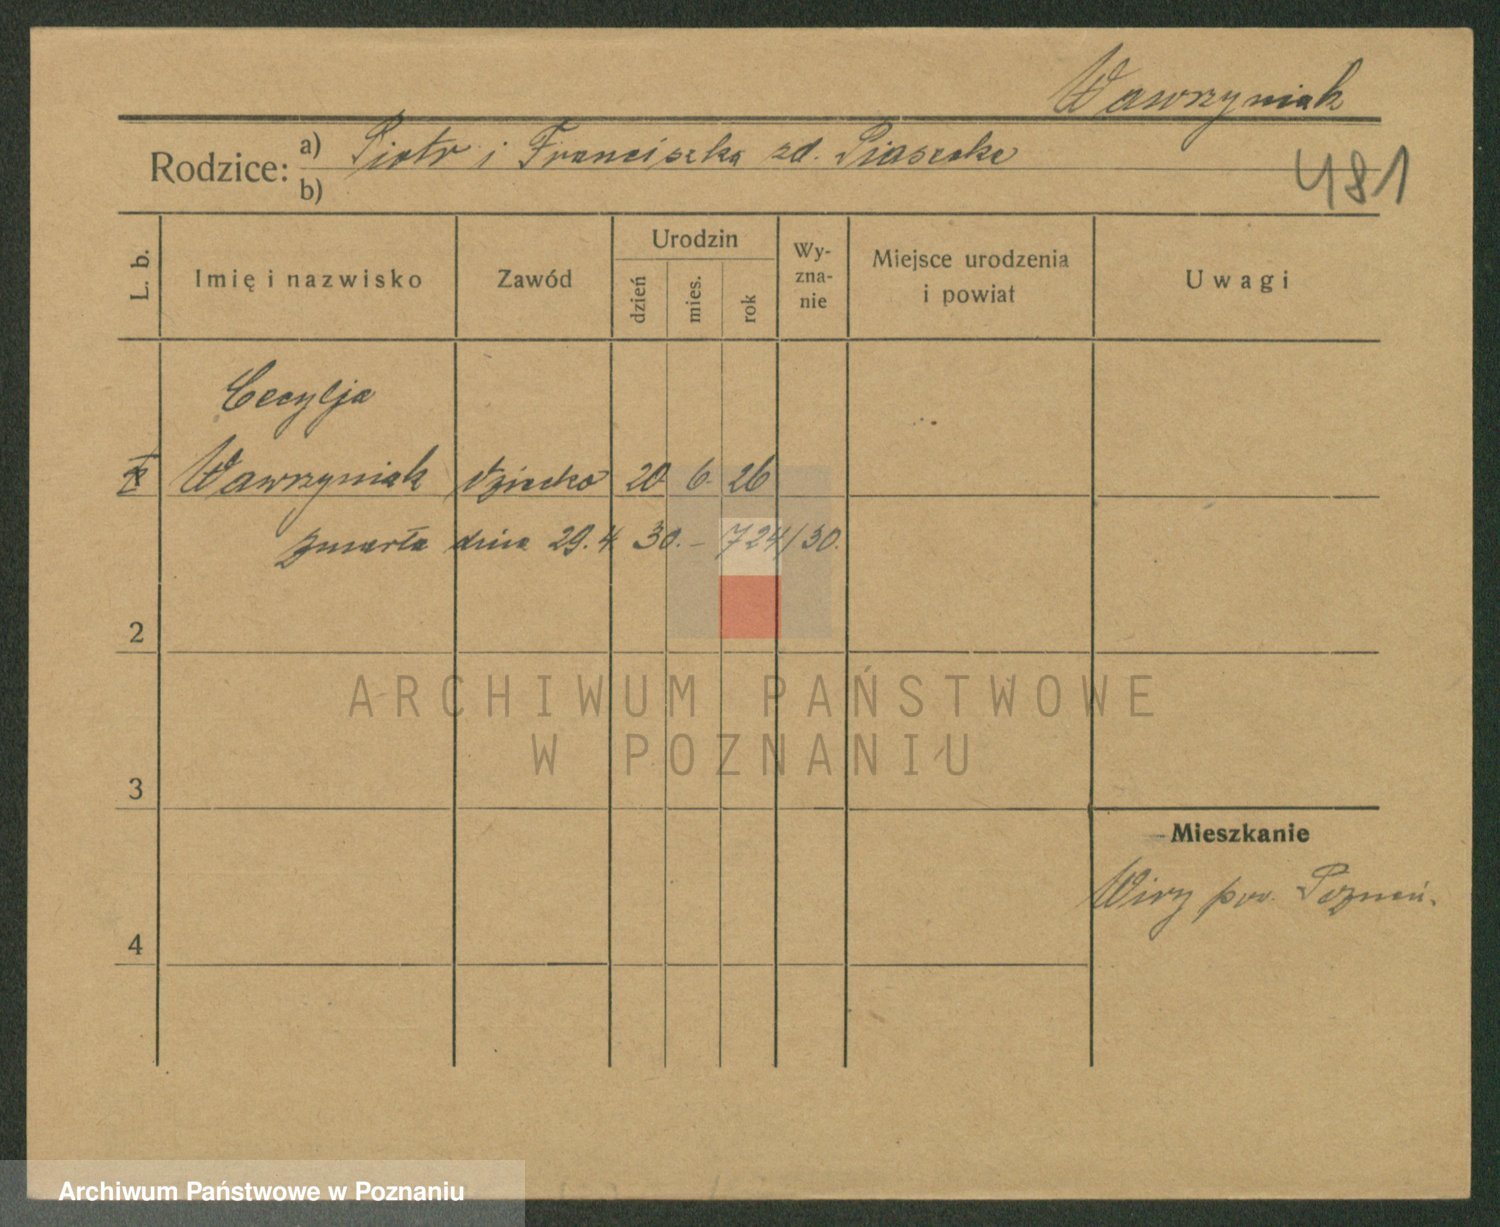 Wawrzyniak
Rodzice: a) Piotr i Franciszka zd. Piasecke
b)
481
L. b.
Imię i nazwisko
Zawód
Urodzin
dzień
mies.
rok
Wy-
zna-
nie
Miejsce urodzenia
i powiat
Uwagi
Cecylja
Wawrzyniak dziecko 20 6. 26
zmarła dnia 29.4 30. – 724/30.
2
ARCHIWUM PAŃSTWOWE
W POZNANIU
3
Mieszkanie
Wiry pow. Poznań.
4
Archiwum Państwowe w Poznaniu